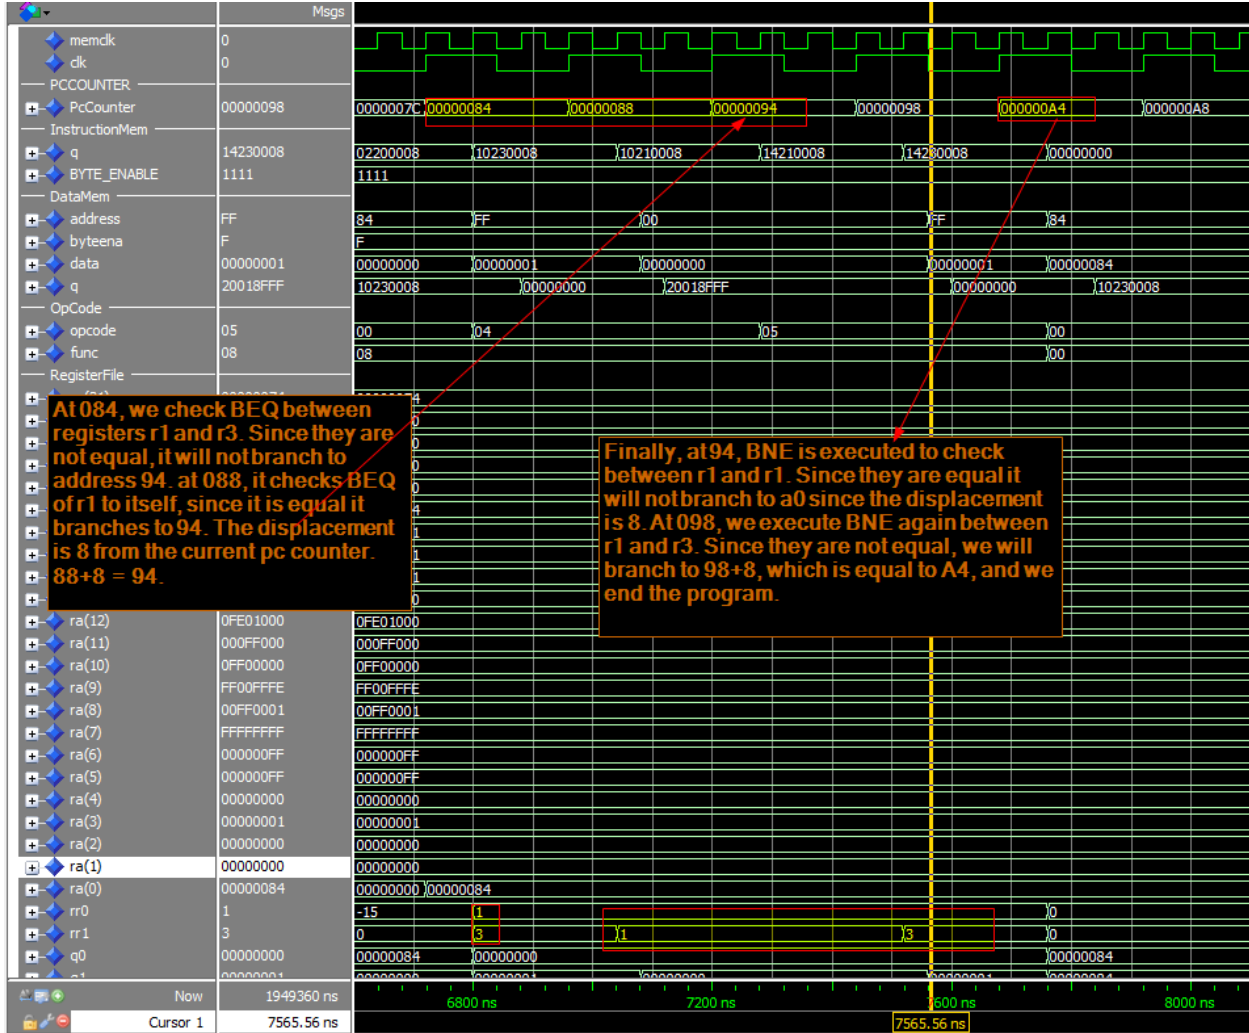 Msgs
memclk 0
clk 0
PCCOUNTER
PcCounter 00000098 0000007C 00000084 00000088 00000094 00000098 000000A4 000000A8
InstructionMem
q 14230008 02200008 10230008 10210008 14210008 14230008 00000000
BYTE_ENABLE 1111 1111
DataMem
address FF 84 FF 00 FF 84
byteena F F
data 00000001 00000000 00000001 00000000 00000001 00000084
q 20018FFF 10230008 00000000 20018FFF 00000000 10230008
OpCode
opcode 05 00 04 05 00
func 08 08 00
RegisterFile
At 084, we check BEQ between
registers r1 and r3. Since they are
not equal, it will not branch to
address 94. at 088, it checks BEQ
of r1 to itself, since it is equal it
branches to 94. The displacement
is 8 from the current pc counter.
88+8 = 94.
Finally, at 94, BNE is executed to check
between r1 and r1. Since they are equal it
will not branch to a0 since the displacement
is 8. At 098, we execute BNE again between
r1 and r3. Since they are not equal, we will
branch to 98+8, which is equal to A4, and we
end the program.
ra(12) 0FE01000 0FE01000
ra(11) 000FF000 000FF000
ra(10) 0FF00000 0FF00000
ra(9) FF00FFFE FF00FFFE
ra(8) 00FF0001 00FF0001
ra(7) FFFFFFFF FFFFFFFF
ra(6) 000000FF 000000FF
ra(5) 000000FF 000000FF
ra(4) 00000000 00000000
ra(3) 00000001 00000001
ra(2) 00000000 00000000
ra(1) 00000000 00000000
ra(0) 00000084 00000000 00000084
rr0 1 -15 1 0
rr1 3 0 3 1 3 0
q0 00000000 00000084 00000000 00000084
Now 1949360 ns 6800 ns 7200 ns 7600 ns 8000 ns
Cursor 1 7565.56 ns 7565.56 ns